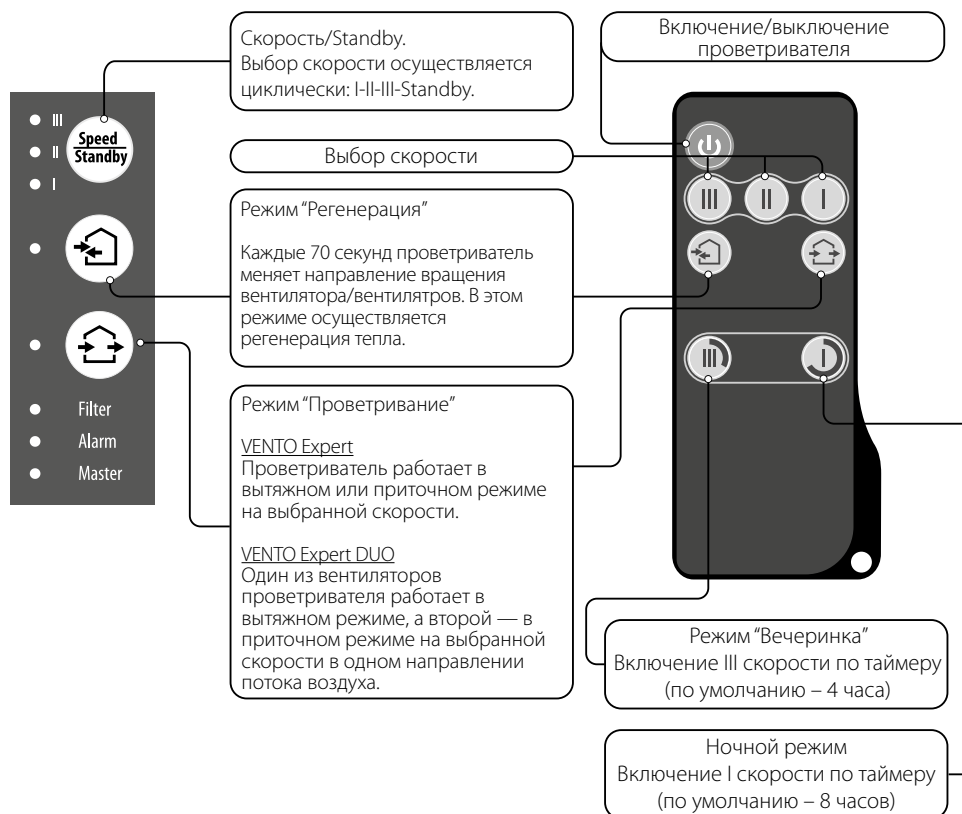 Скорость/Standby.
Выбор скорости осуществляется
циклически: I-II-III-Standby.
Включение/выключение
проветривателя
III
II
I
Speed
Standby
Выбор скорости
III
II
I
Режим “Регенерация”
Каждые 70 секунд проветриватель
меняет направление вращения
вентилятора/вентилятров. В этом
режиме осуществляется
регенерация тепла.
III
I
Filter
Alarm
Master
Режим “Проветривание”
VENTO Expert
Проветриватель работает в
вытяжном или приточном режиме
на выбранной скорости.
VENTO Expert DUO
Один из вентиляторов
проветривателя работает в
вытяжном режиме, а второй — в
приточном режиме на выбранной
скорости в одном направлении
потока воздуха.
Режим “Вечеринка”
Включение III скорости по таймеру
(по умолчанию – 4 часа)
Ночной режим
Включение I скорости по таймеру
(по умолчанию – 8 часов)